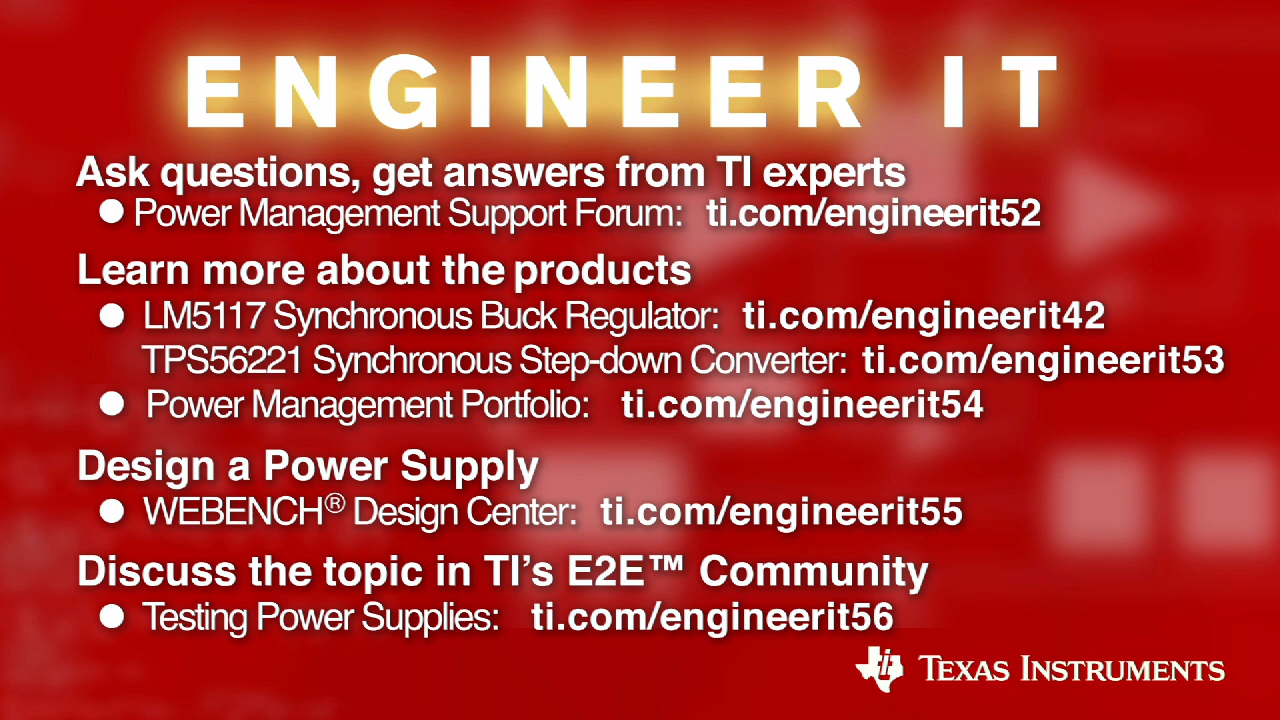 ENGINEER IT
Ask questions, get answers from TI experts
● Power Management Support Forum: ti.com/engineerit52
Learn more about the products
● LM5117 Synchronous Buck Regulator: ti.com/engineerit42
TPS56221 Synchronous Step-down Converter: ti.com/engineerit53
● Power Management Portfolio: ti.com/engineerit54
Design a Power Supply
● WEBENCH® Design Center: ti.com/engineerit55
Discuss the topic in TI’s E2E™ Community
● Testing Power Supplies: ti.com/engineerit56
TEXAS INSTRUMENTS